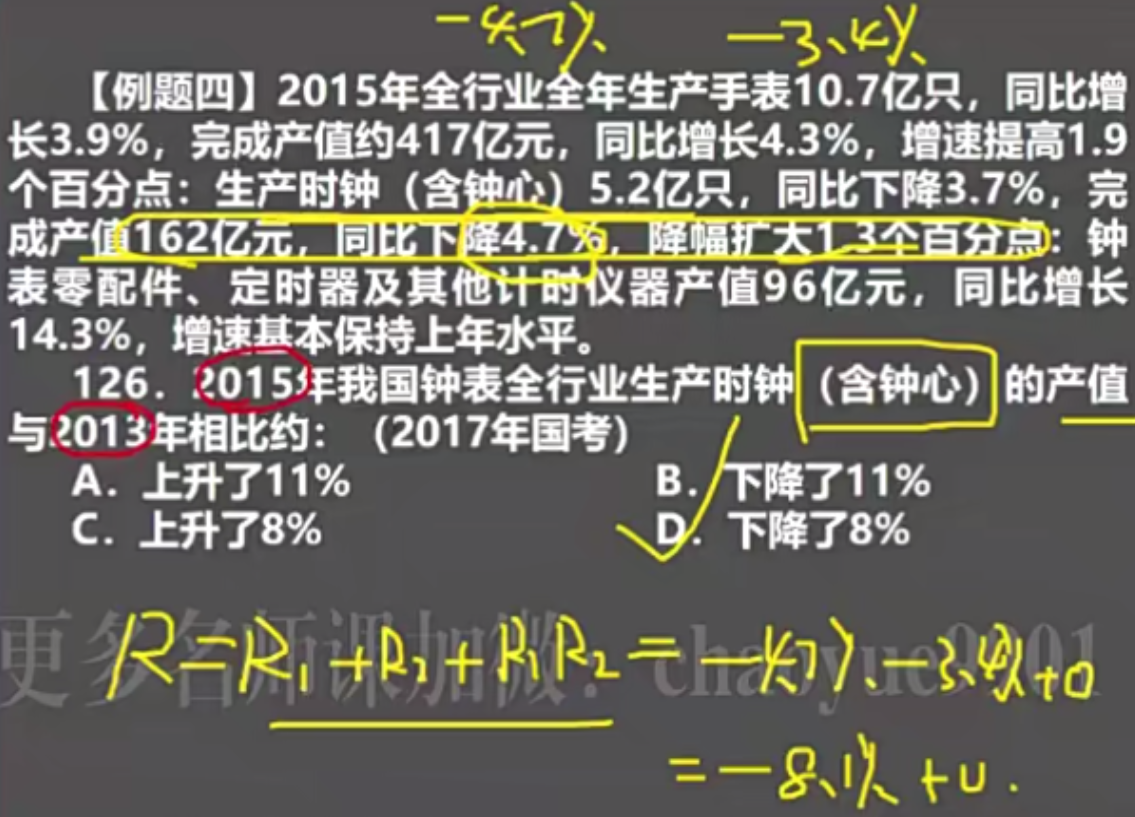 -4.7% -3.4%
【例题四】2015年全行业全年生产手表10.7亿只，同比增
长3.9%，完成产值约417亿元，同比增长4.3%，增速提高1.9
个百分点：生产时钟（含钟心）5.2亿只，同比下降3.7%，完
成产值162亿元，同比下降4.7%，降幅扩大1.3个百分点：钟
表零配件、定时器及其他计时仪器产值96亿元，同比增长
14.3%，增速基本保持上年水平。
126．2015年我国钟表全行业生产时钟（含钟心）的产值
与2013年相比约：（2017年国考）
A．上升了11% B．下降了11%
C．上升了8% D．下降了8%
更多名师课加微：chaoyue9901
R=R₁+R₂+R₁R₂=-4.7%-3.4%+0
=-8.1%+0.